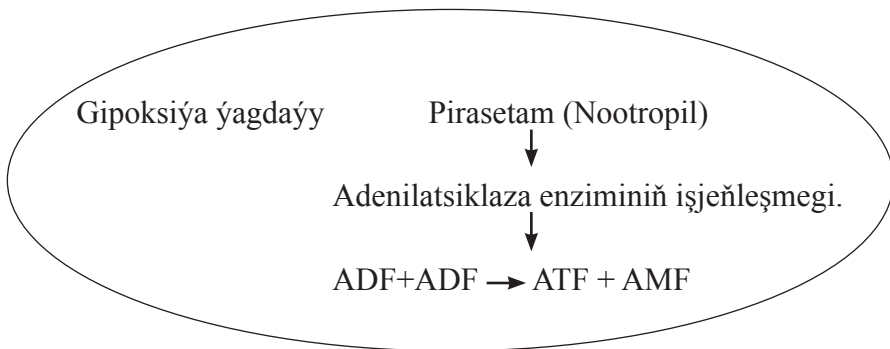 Gipoksiýa ýagdaýy
Pirasetam (Nootropil)
Adenilatsiklaza enziminiň işjeňleşmegi.
ADF+ADF → ATF + AMF